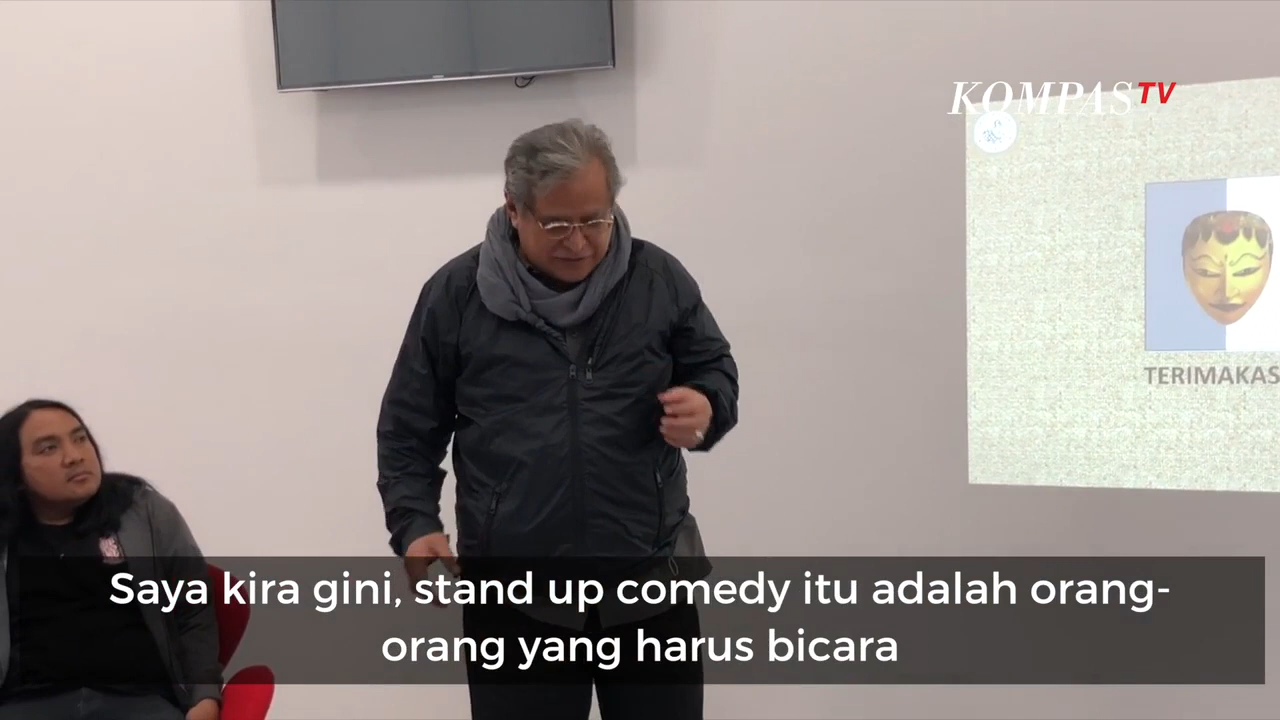 KOMPASTV
TERIMAKAS
Saya kira gini, stand up comedy itu adalah orang-
orang yang harus bicara